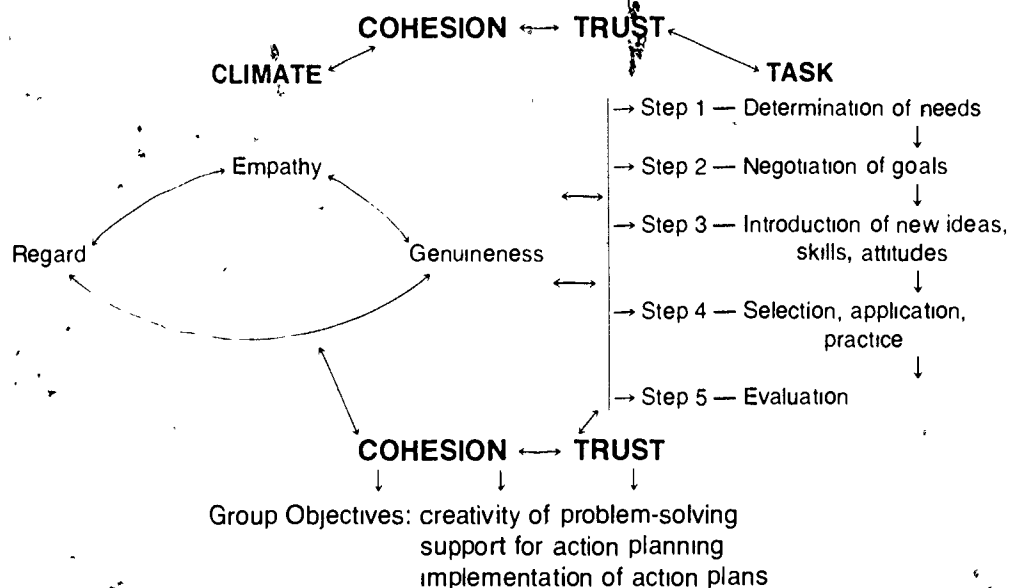 COHESION ↔ TRUST
CLIMATE
TASK
→ Step 1 — Determination of needs
Empathy
→ Step 2 — Negotiation of goals
→ Step 3 — Introduction of new ideas,
skills, attitudes
Regard
Genuineness
→ Step 4 — Selection, application,
practice
→ Step 5 — Evaluation
COHESION ↔ TRUST
Group Objectives: creativity of problem-solving
support for action planning
implementation of action plans